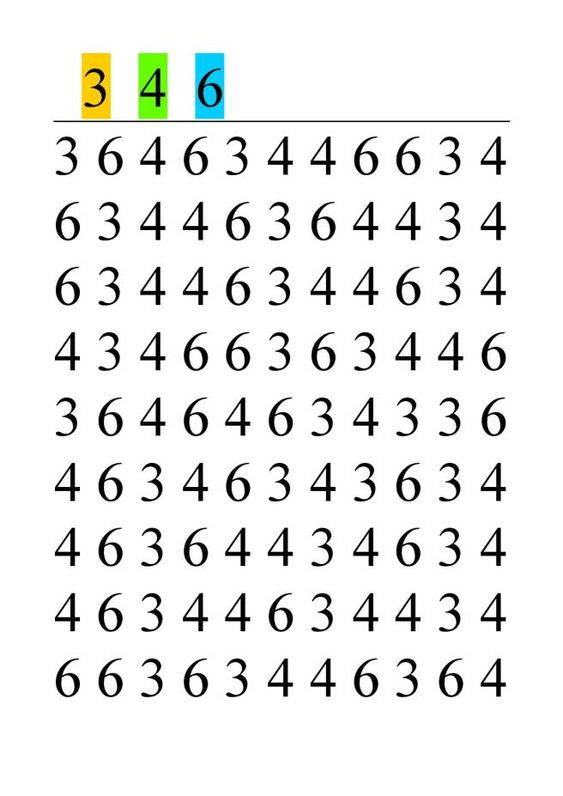 3 4 6
3 6 4 6 3 4 4 6 6 3 4
6 3 4 4 6 3 6 4 4 3 4
6 3 4 4 6 3 4 4 6 3 4
4 3 4 6 6 3 6 3 4 4 6
3 6 4 6 4 6 3 4 3 3 6
4 6 3 4 6 3 4 3 6 3 4
4 6 3 6 4 4 3 4 6 3 4
4 6 3 4 4 6 3 4 4 3 4
6 6 3 6 3 4 4 6 3 6 4